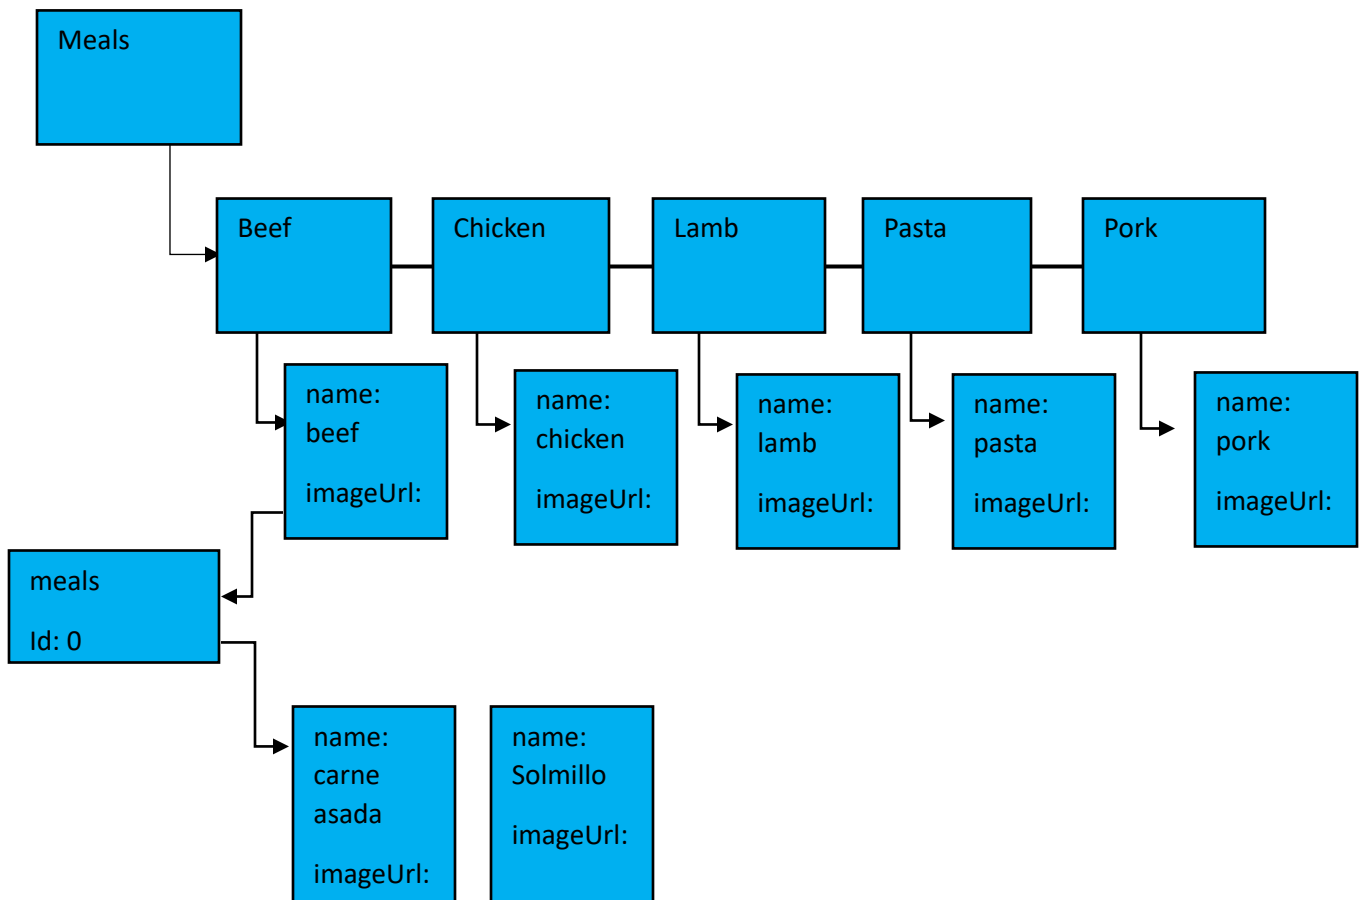 Meals
Beef
Chicken
Lamb
Pasta
Pork
name:
beef
imageUrl:
name:
chicken
imageUrl:
name:
lamb
imageUrl:
name:
pasta
imageUrl:
name:
pork
imageUrl:
meals
Id: 0
name:
carne
asada
imageUrl:
name:
Solmillo
imageUrl: